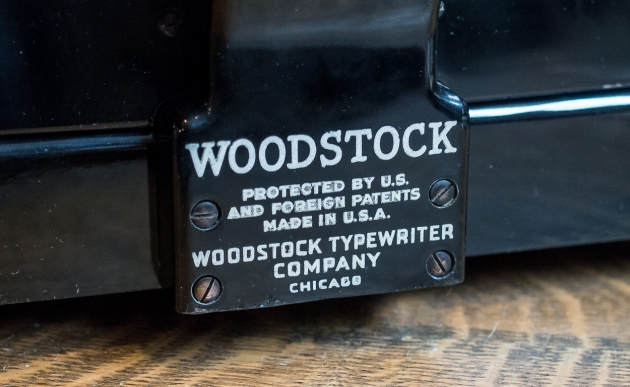 WOODSTOCK
PROTECTED BY U.S.
AND FOREIGN PATENTS
MADE IN U.S.A.
WOODSTOCK TYPEWRITER
COMPANY
CHICAGO